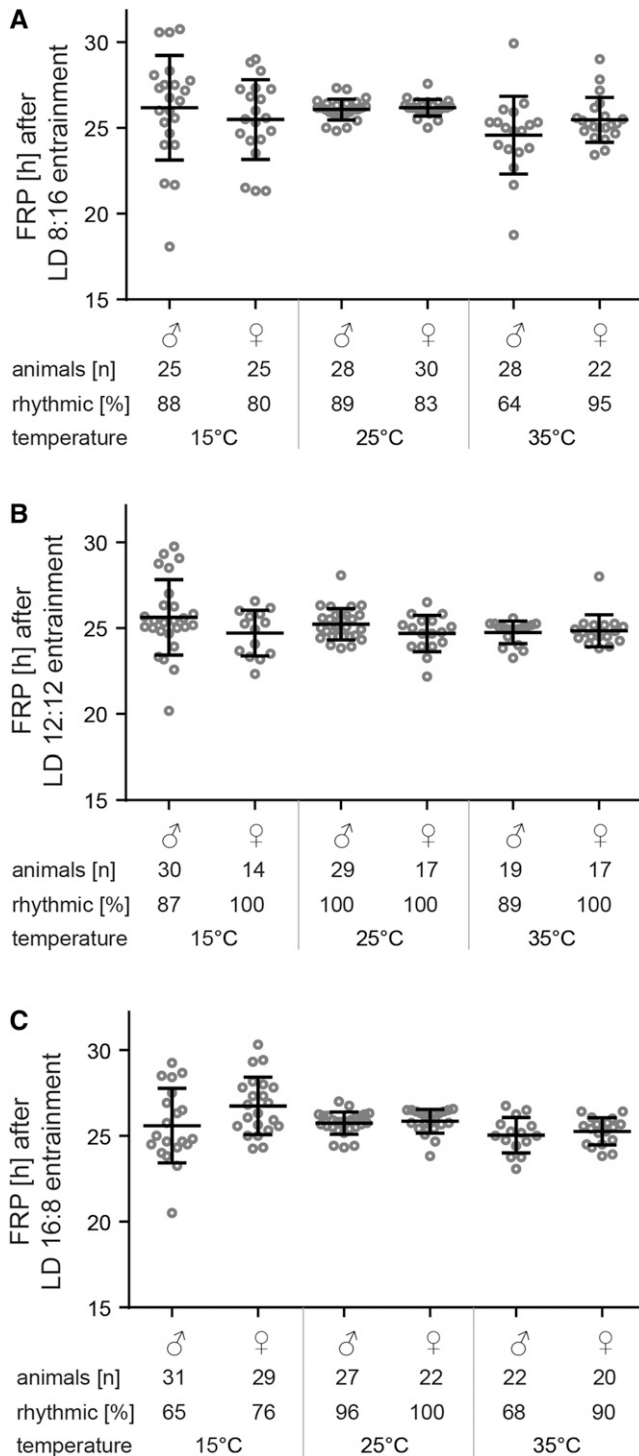 A
FRP [h] after
LD 8:16 entrainment
30
25
20
15
♂ ♀ ♂ ♀ ♂ ♀
animals [n] 25 25 28 30 28 22
rhythmic [%] 88 80 89 83 64 95
temperature 15°C 25°C 35°C
B
FRP [h] after
LD 12:12 entrainment
30
25
20
15
♂ ♀ ♂ ♀ ♂ ♀
animals [n] 30 14 29 17 19 17
rhythmic [%] 87 100 100 100 89 100
temperature 15°C 25°C 35°C
C
FRP [h] after
LD 16:8 entrainment
30
25
20
15
♂ ♀ ♂ ♀ ♂ ♀
animals [n] 31 29 27 22 22 20
rhythmic [%] 65 76 96 100 68 90
temperature 15°C 25°C 35°C